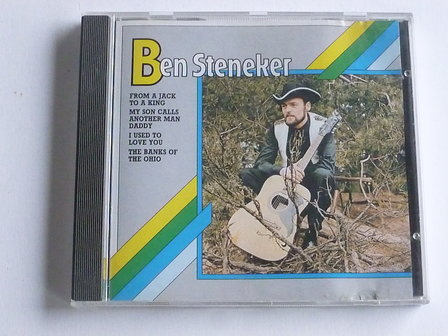 Ben Steneker
FROM A JACK
TO A KING
MY SON CALLS
ANOTHER MAN
DADDY
I USED TO
LOVE YOU
THE BANKS OF
THE OHIO